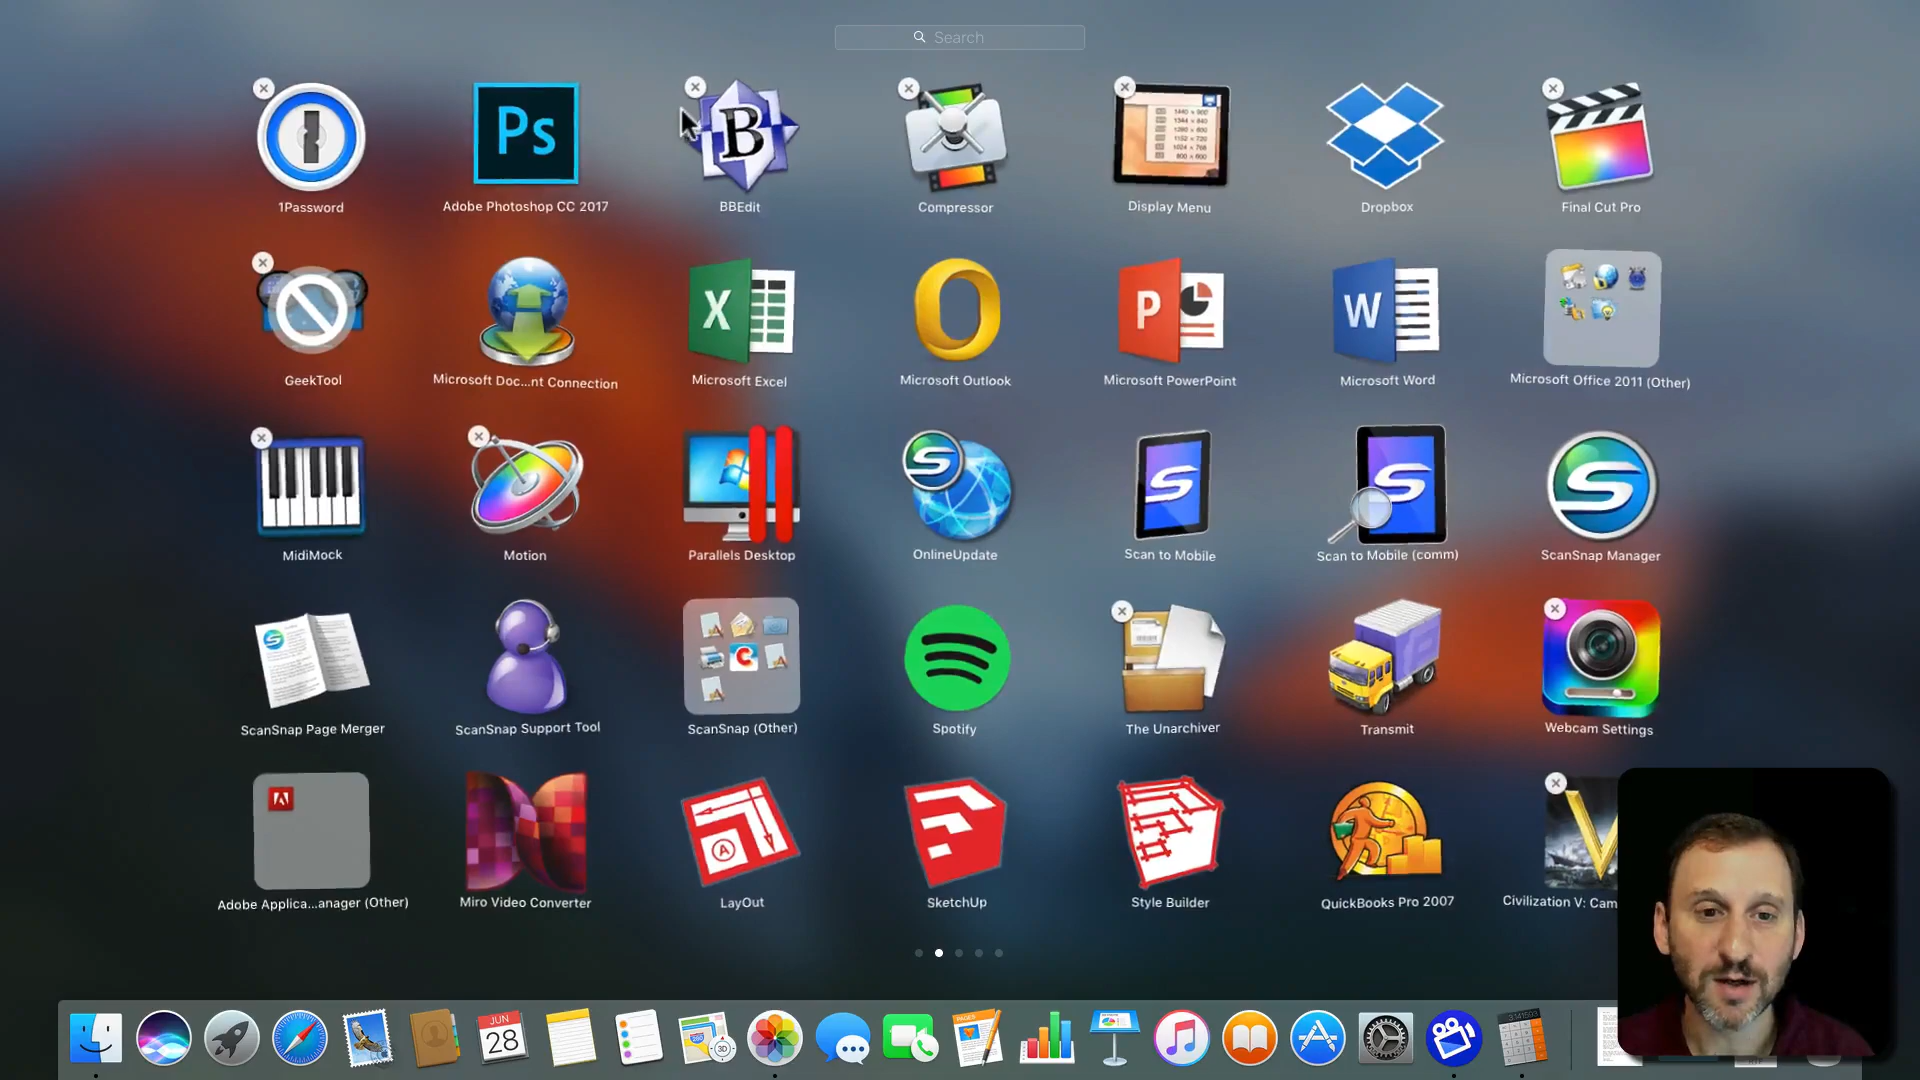 Search
1Password
Adobe Photoshop CC 2017
BBEdit
Compressor
Display Menu
Dropbox
Final Cut Pro
GeekTool
Microsoft Doc...nt Connection
Microsoft Excel
Microsoft Outlook
Microsoft PowerPoint
Microsoft Word
Microsoft Office 2011 (Other)
MidiMock
Motion
Parallels Desktop
OnlineUpdate
Scan to Mobile
Scan to Mobile (comm)
ScanSnap Manager
ScanSnap Page Merger
ScanSnap Support Tool
ScanSnap (Other)
Spotify
The Unarchiver
Transmit
Webcam Settings
Adobe Applica...anager (Other)
Miro Video Converter
LayOut
SketchUp
Style Builder
QuickBooks Pro 2007
Civilization V: Cam
Ps
B
X
P
W
A
JUN
28
PAGES
3D